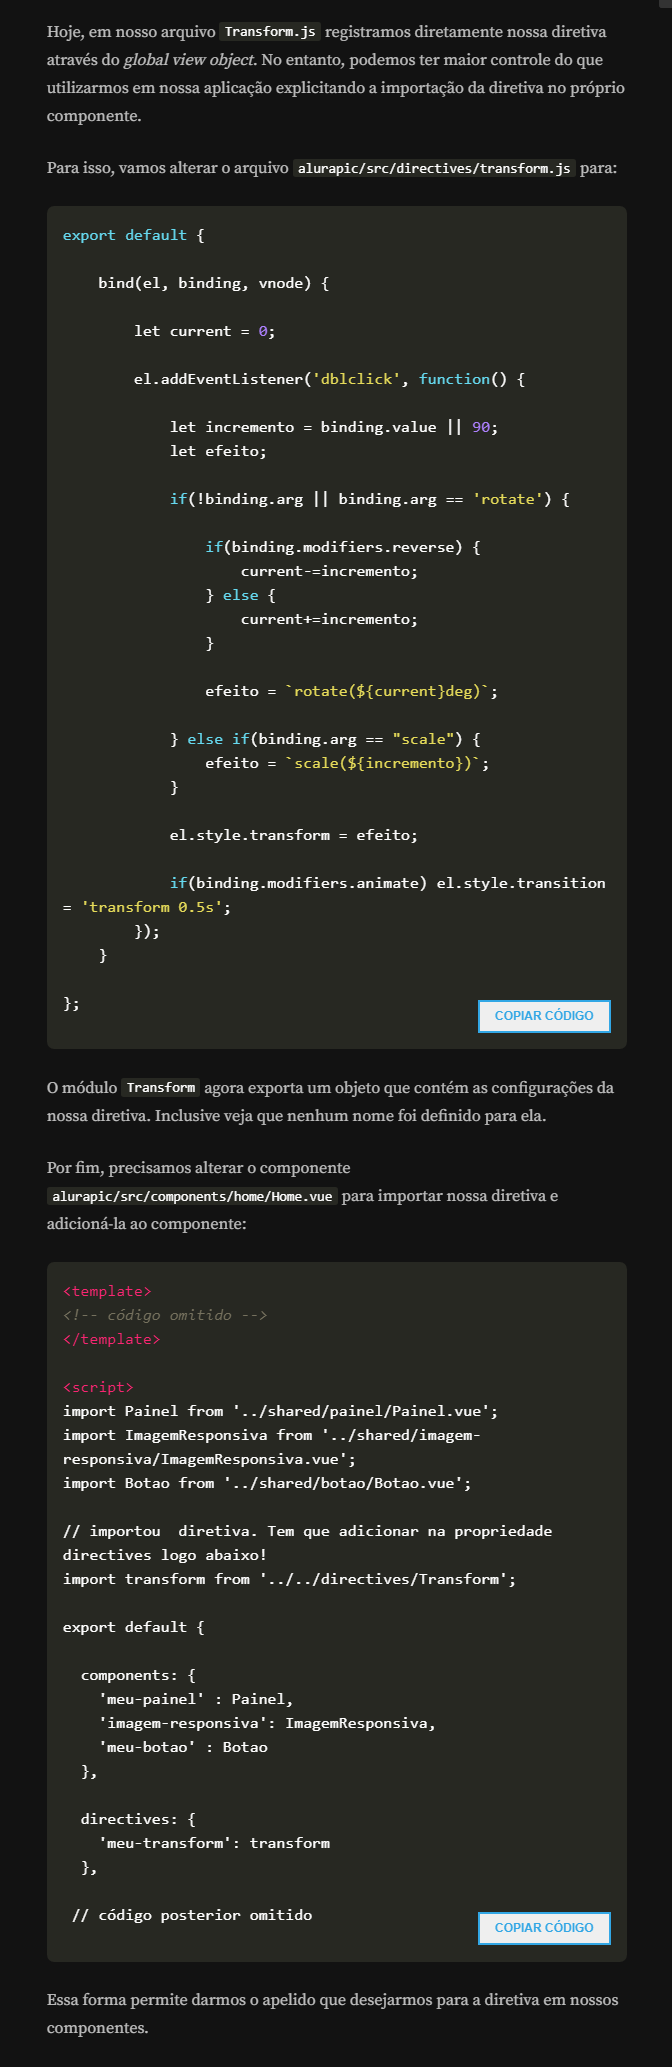 Hoje, em nosso arquivo Transform.js registramos diretamente nossa diretiva
através do global view object. No entanto, podemos ter maior controle do que
utilizarmos em nossa aplicação explicitando a importação da diretiva no próprio
componente.
Para isso, vamos alterar o arquivo alurapic/src/directives/transform.js para:
export default {
    bind(el, binding, vnode) {
        let current = 0;
        el.addEventListener('dblclick', function() {
            let incremento = binding.value || 90;
            let efeito;
            if(!binding.arg || binding.arg == 'rotate') {
                if(binding.modifiers.reverse) {
                    current-=incremento;
                } else {
                    current+=incremento;
                }
                efeito = `rotate(${current}deg)`;
            } else if(binding.arg == "scale") {
                efeito = `scale(${incremento})`;
            }
            el.style.transform = efeito;
            if(binding.modifiers.animate) el.style.transition
= 'transform 0.5s';
        });
    }
};
COPIAR CÓDIGO
O módulo Transform agora exporta um objeto que contém as configurações da
nossa diretiva. Inclusive veja que nenhum nome foi definido para ela.
Por fim, precisamos alterar o componente
alurapic/src/components/home/Home.vue para importar nossa diretiva e
adicioná-la ao componente:
<template>
<!-- código omitido -->
</template>
<script>
import Painel from '../shared/painel/Painel.vue';
import ImagemResponsiva from '../shared/imagem-
responsiva/ImagemResponsiva.vue';
import Botao from '../shared/botao/Botao.vue';
// importou  diretiva. Tem que adicionar na propriedade
directives logo abaixo!
import transform from '../../directives/Transform';
export default {
  components: {
    'meu-painel' : Painel,
    'imagem-responsiva': ImagemResponsiva,
    'meu-botao' : Botao
  },
  directives: {
    'meu-transform': transform
  },
 // código posterior omitido
COPIAR CÓDIGO
Essa forma permite darmos o apelido que desejarmos para a diretiva em nossos
componentes.